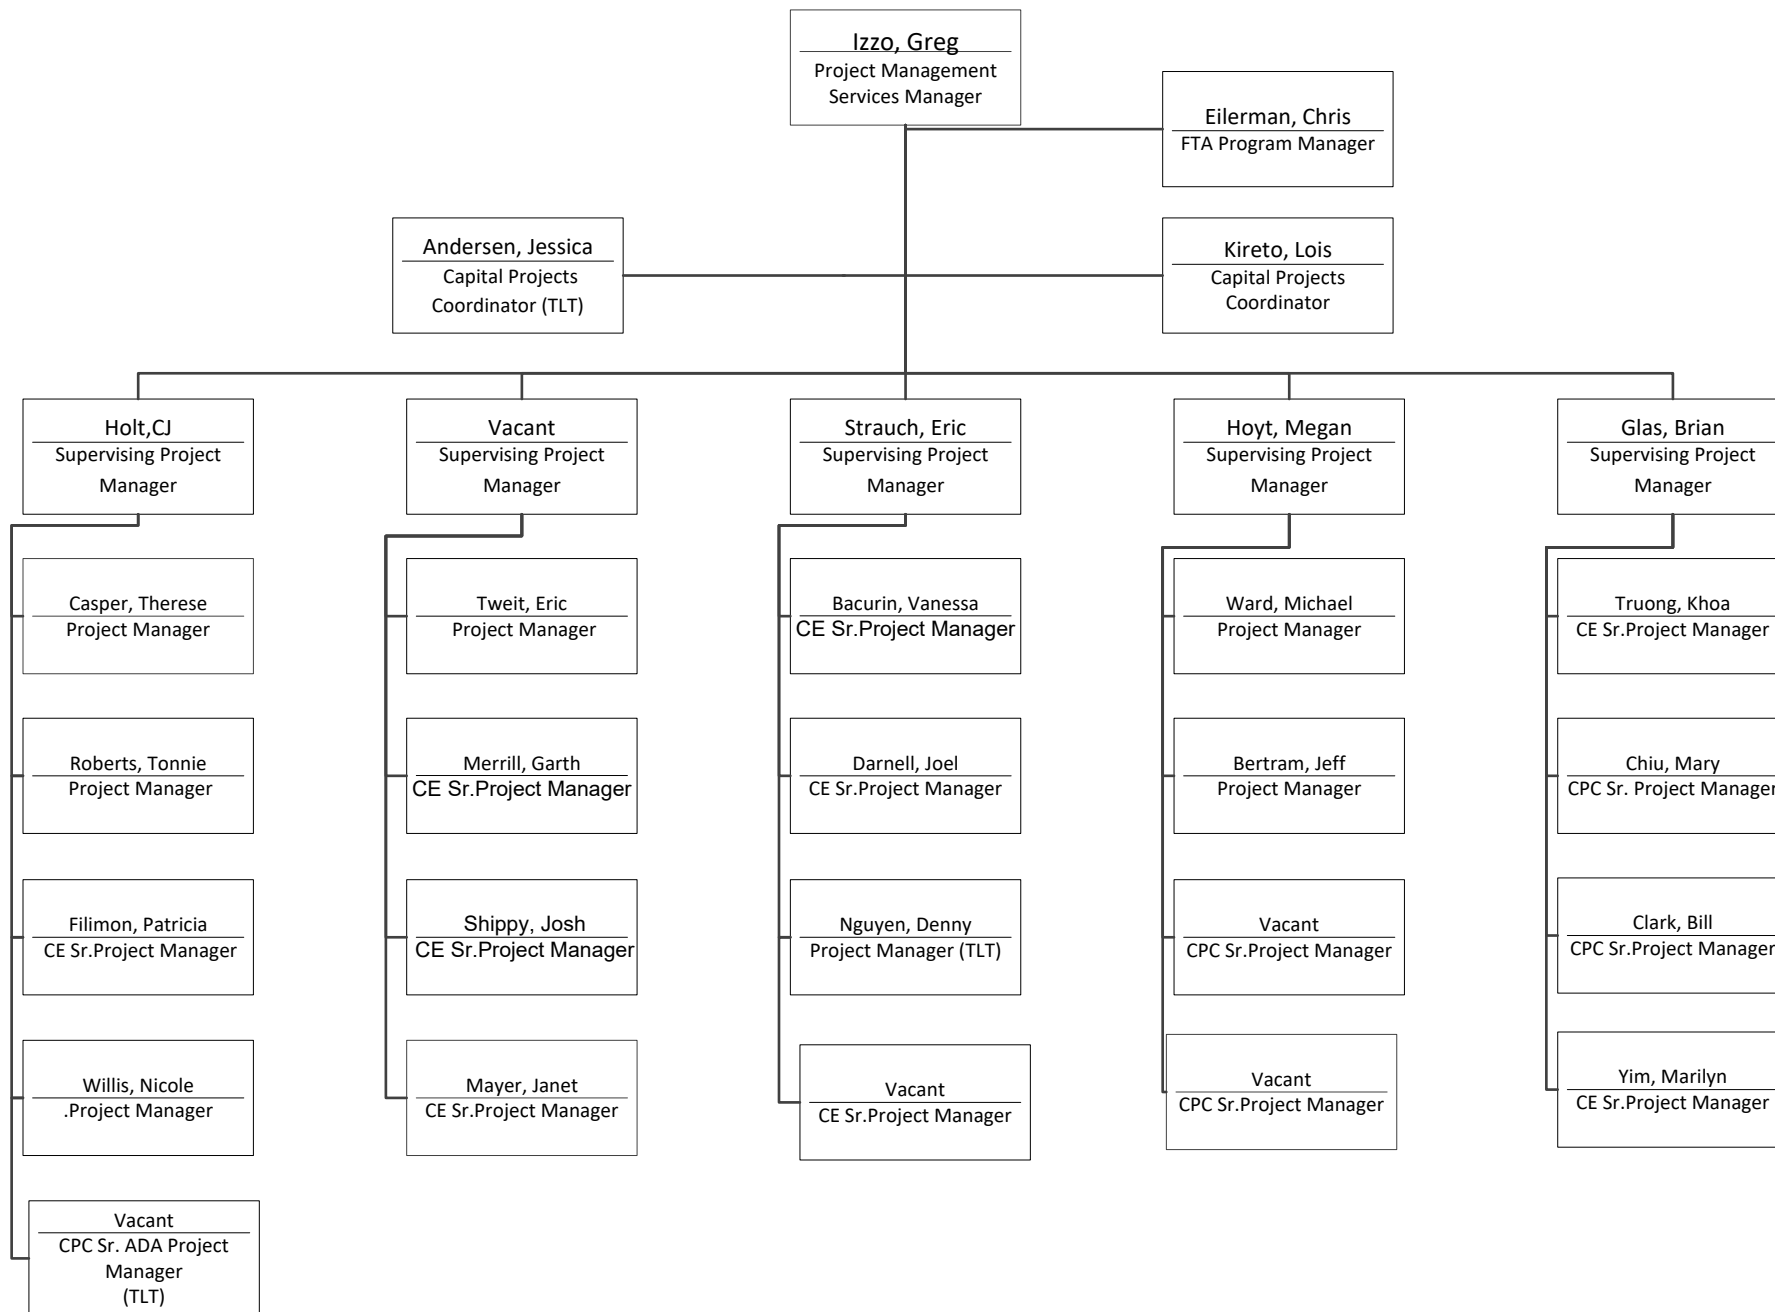 Izzo, Greg
Project Management
Services Manager
Eilerman, Chris
FTA Program Manager
Andersen, Jessica
Capital Projects
Coordinator (TLT)
Kireto, Lois
Capital Projects
Coordinator
Holt,CJ
Supervising Project
Manager
Vacant
Supervising Project
Manager
Strauch, Eric
Supervising Project
Manager
Hoyt, Megan
Supervising Project
Manager
Glas, Brian
Supervising Project
Manager
Casper, Therese
Project Manager
Tweit, Eric
Project Manager
Bacurin, Vanessa
CE Sr.Project Manager
Ward, Michael
Project Manager
Truong, Khoa
CE Sr.Project Manager
Roberts, Tonnie
Project Manager
Merrill, Garth
CE Sr.Project Manager
Darnell, Joel
CE Sr.Project Manager
Bertram, Jeff
Project Manager
Chiu, Mary
CPC Sr. Project Manager
Filimon, Patricia
CE Sr.Project Manager
Shippy, Josh
CE Sr.Project Manager
Nguyen, Denny
Project Manager (TLT)
Vacant
CPC Sr.Project Manager
Clark, Bill
CPC Sr.Project Manager
Willis, Nicole
.Project Manager
Mayer, Janet
CE Sr.Project Manager
Vacant
CE Sr.Project Manager
Vacant
CPC Sr.Project Manager
Yim, Marilyn
CE Sr.Project Manager
Vacant
CPC Sr. ADA Project
Manager
(TLT)